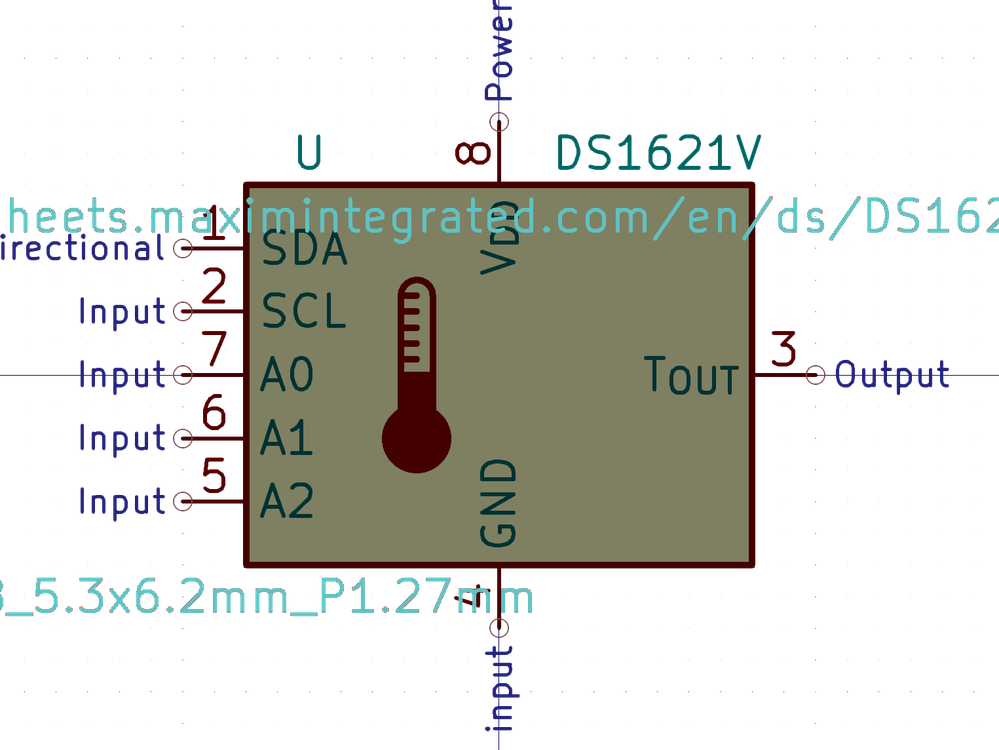 Power
8
U
DS1621V
heets.maximintegrated.com/en/ds/DS162
irectional
1
SDA
VDD
Input
2
SCL
Input
7
A0
TOUT
3
Output
Input
6
A1
Input
5
A2
GND
_5.3x6.2mm_P1.27mm
4
input